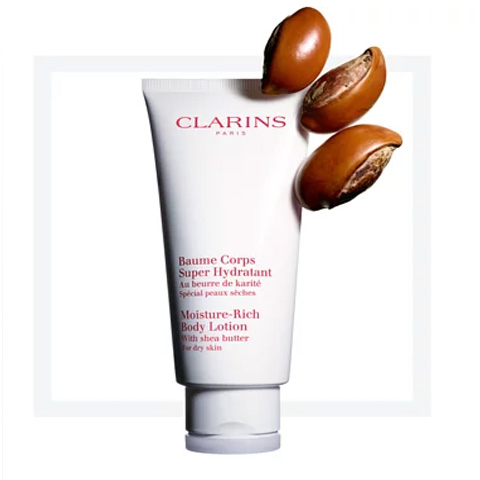 CLARINS
PARIS
Baume Corps
Super Hydratant
Au beurre de karité
Spécial peaux sèches
Moisture-Rich
Body Lotion
With shea butter
For dry skin